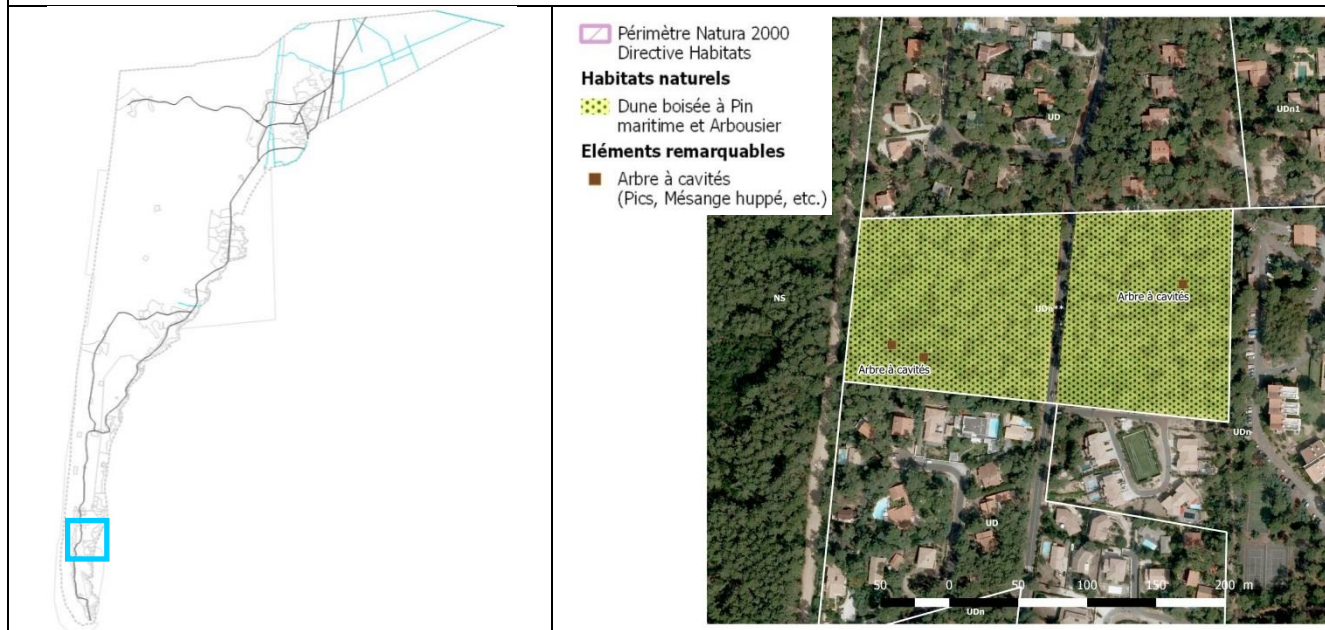 Périmètre Natura 2000
Directive Habitats
Habitats naturels
Dune boisée à Pin
maritime et Arbousier
Eléments remarquables
Arbre à cavités
(Pics, Mésange huppé, etc.)
UD
UDn1
NS
UDn**
Arbre à cavités
Arbre à cavités
UDn
UD
50 0 50 100 150 200 m
UDn